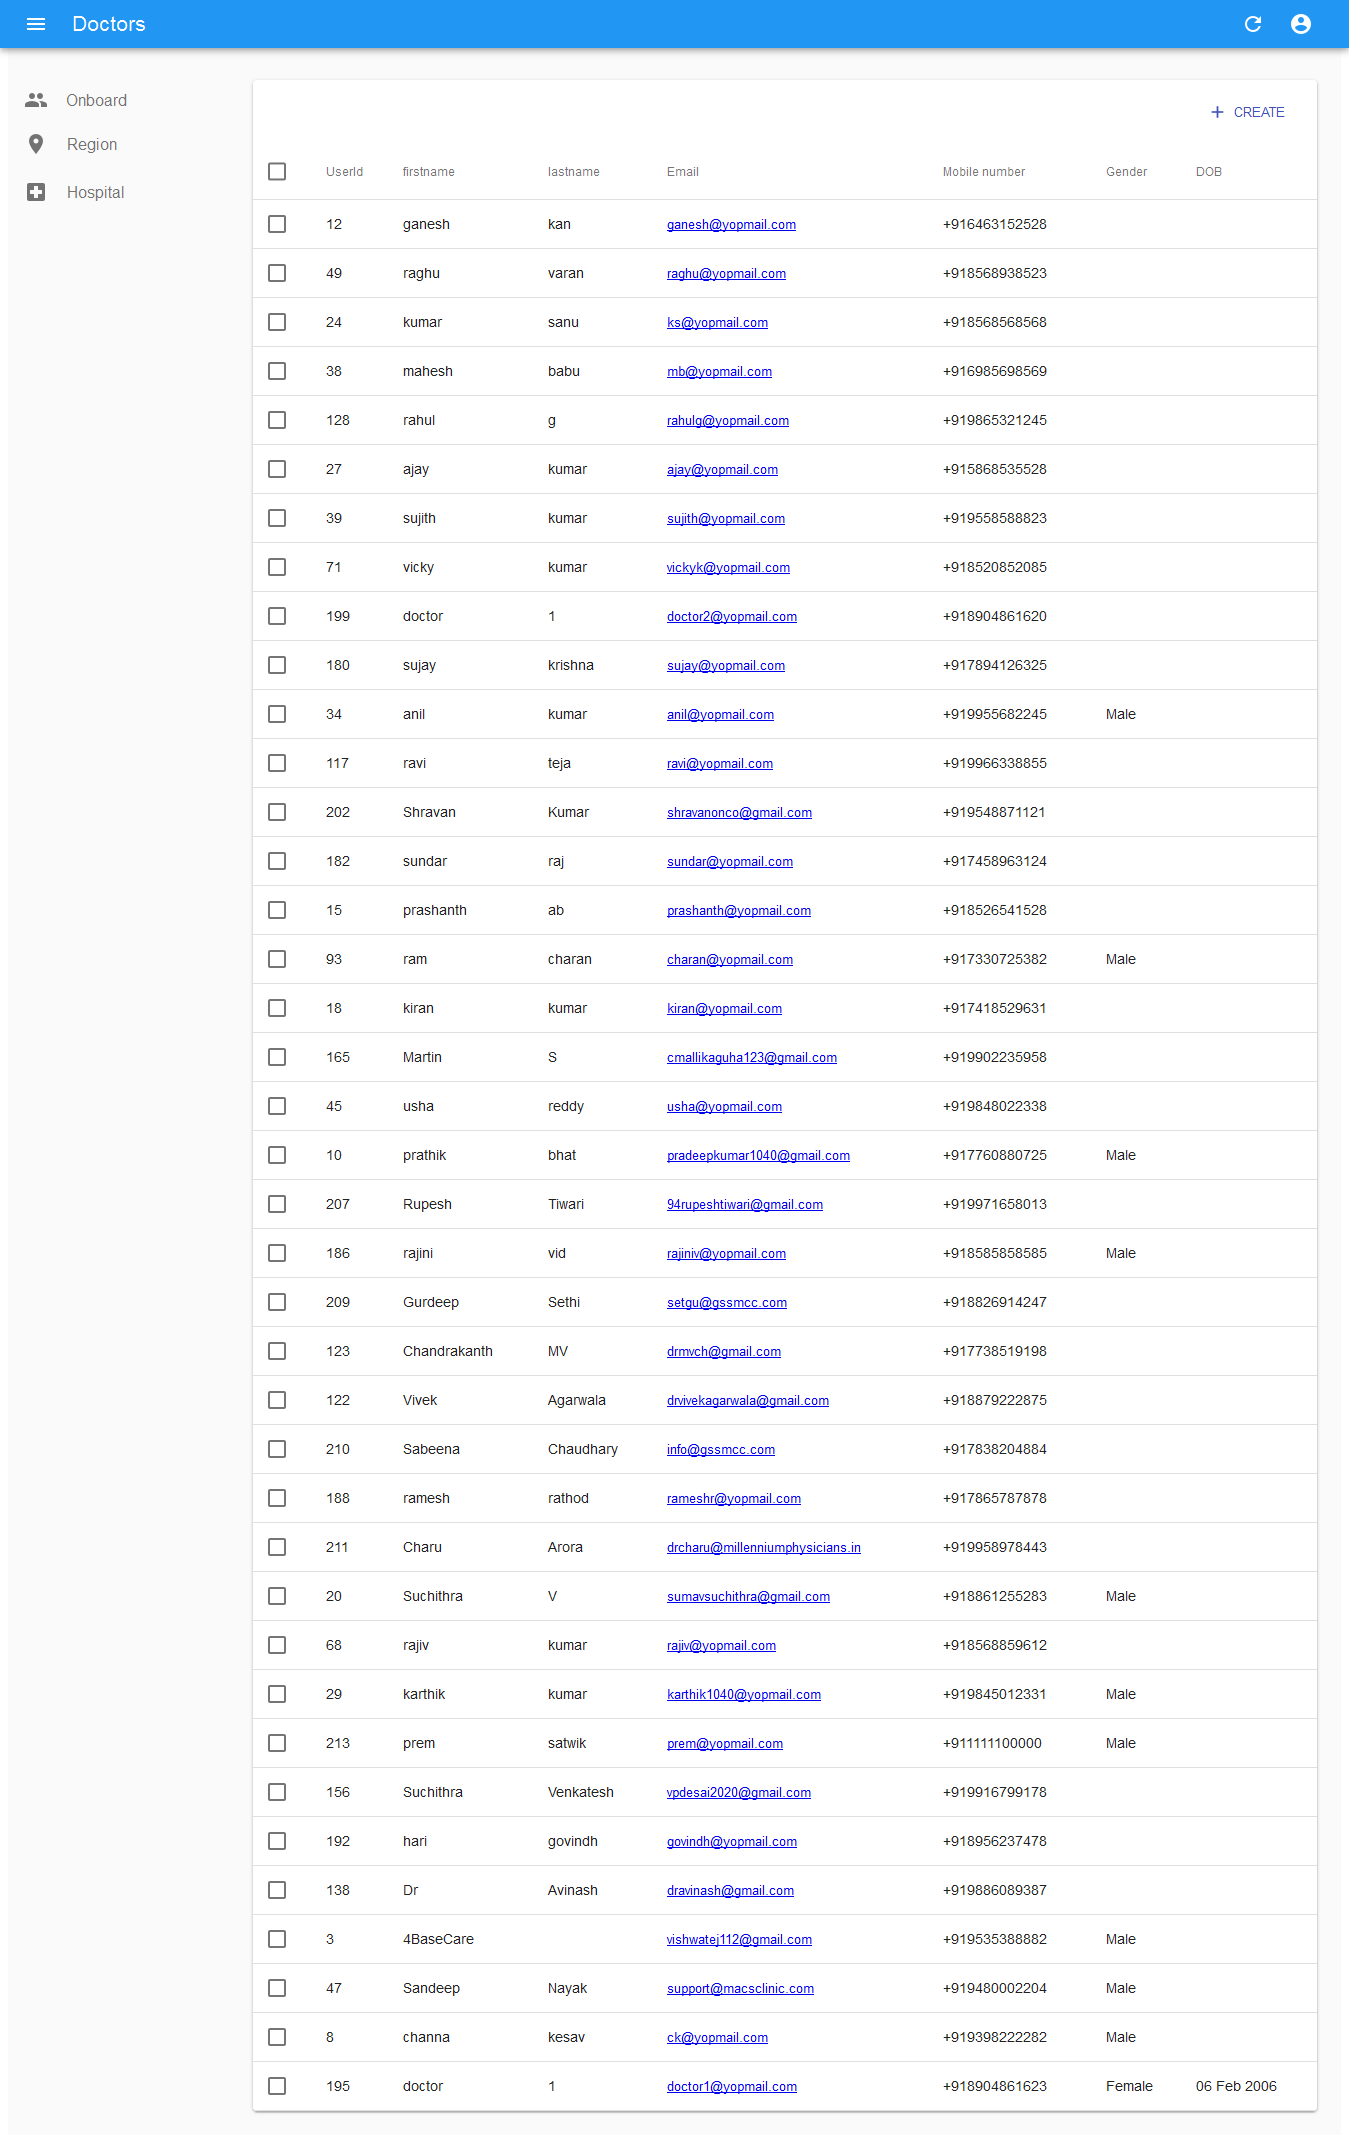 Doctors
Onboard
Region
Hospital
CREATE
UserId firstname lastname Email Mobile number Gender DOB
12 ganesh kan ganesh@yopmail.com +916463152528
49 raghu varan raghu@yopmail.com +918568938523
24 kumar sanu ks@yopmail.com +918568568568
38 mahesh babu mb@yopmail.com +916985698569
128 rahul g rahulg@yopmail.com +919865321245
27 ajay kumar ajay@yopmail.com +915868535528
39 sujith kumar sujith@yopmail.com +919558588823
71 vicky kumar vickyk@yopmail.com +918520852085
199 doctor 1 doctor2@yopmail.com +918904861620
180 sujay krishna sujay@yopmail.com +917894126325
34 anil kumar anil@yopmail.com +919955682245 Male
117 ravi teja ravi@yopmail.com +919966338855
202 Shravan Kumar shravanonco@gmail.com +919548871121
182 sundar raj sundar@yopmail.com +917458963124
15 prashanth ab prashanth@yopmail.com +918526541528
93 ram charan charan@yopmail.com +917330725382 Male
18 kiran kumar kiran@yopmail.com +917418529631
165 Martin S cmallikaguha123@gmail.com +919902235958
45 usha reddy usha@yopmail.com +919848022338
10 prathik bhat pradeepkumar1040@gmail.com +917760880725 Male
207 Rupesh Tiwari 94rupeshtiwari@gmail.com +919971658013
186 rajini vid rajiniv@yopmail.com +918585858585 Male
209 Gurdeep Sethi setgu@gssmcc.com +918826914247
123 Chandrakanth MV drmvch@gmail.com +917738519198
122 Vivek Agarwala drvivekagarwala@gmail.com +918879222875
210 Sabeena Chaudhary info@gssmcc.com +917838204884
188 ramesh rathod rameshr@yopmail.com +917865787878
211 Charu Arora drcharu@millenniumphysicians.in +919958978443
20 Suchithra V sumavsuchithra@gmail.com +918861255283 Male
68 rajiv kumar rajiv@yopmail.com +918568859612
29 karthik kumar karthik1040@yopmail.com +919845012331 Male
213 prem satwik prem@yopmail.com +911111100000 Male
156 Suchithra Venkatesh vpdesai2020@gmail.com +919916799178
192 hari govindh govindh@yopmail.com +918956237478
138 Dr Avinash dravinash@gmail.com +919886089387
3 4BaseCare vishwatej112@gmail.com +919535388882 Male
47 Sandeep Nayak support@macsclinic.com +919480002204 Male
8 channa kesav ck@yopmail.com +919398222282 Male
195 doctor 1 doctor1@yopmail.com +918904861623 Female 06 Feb 2006